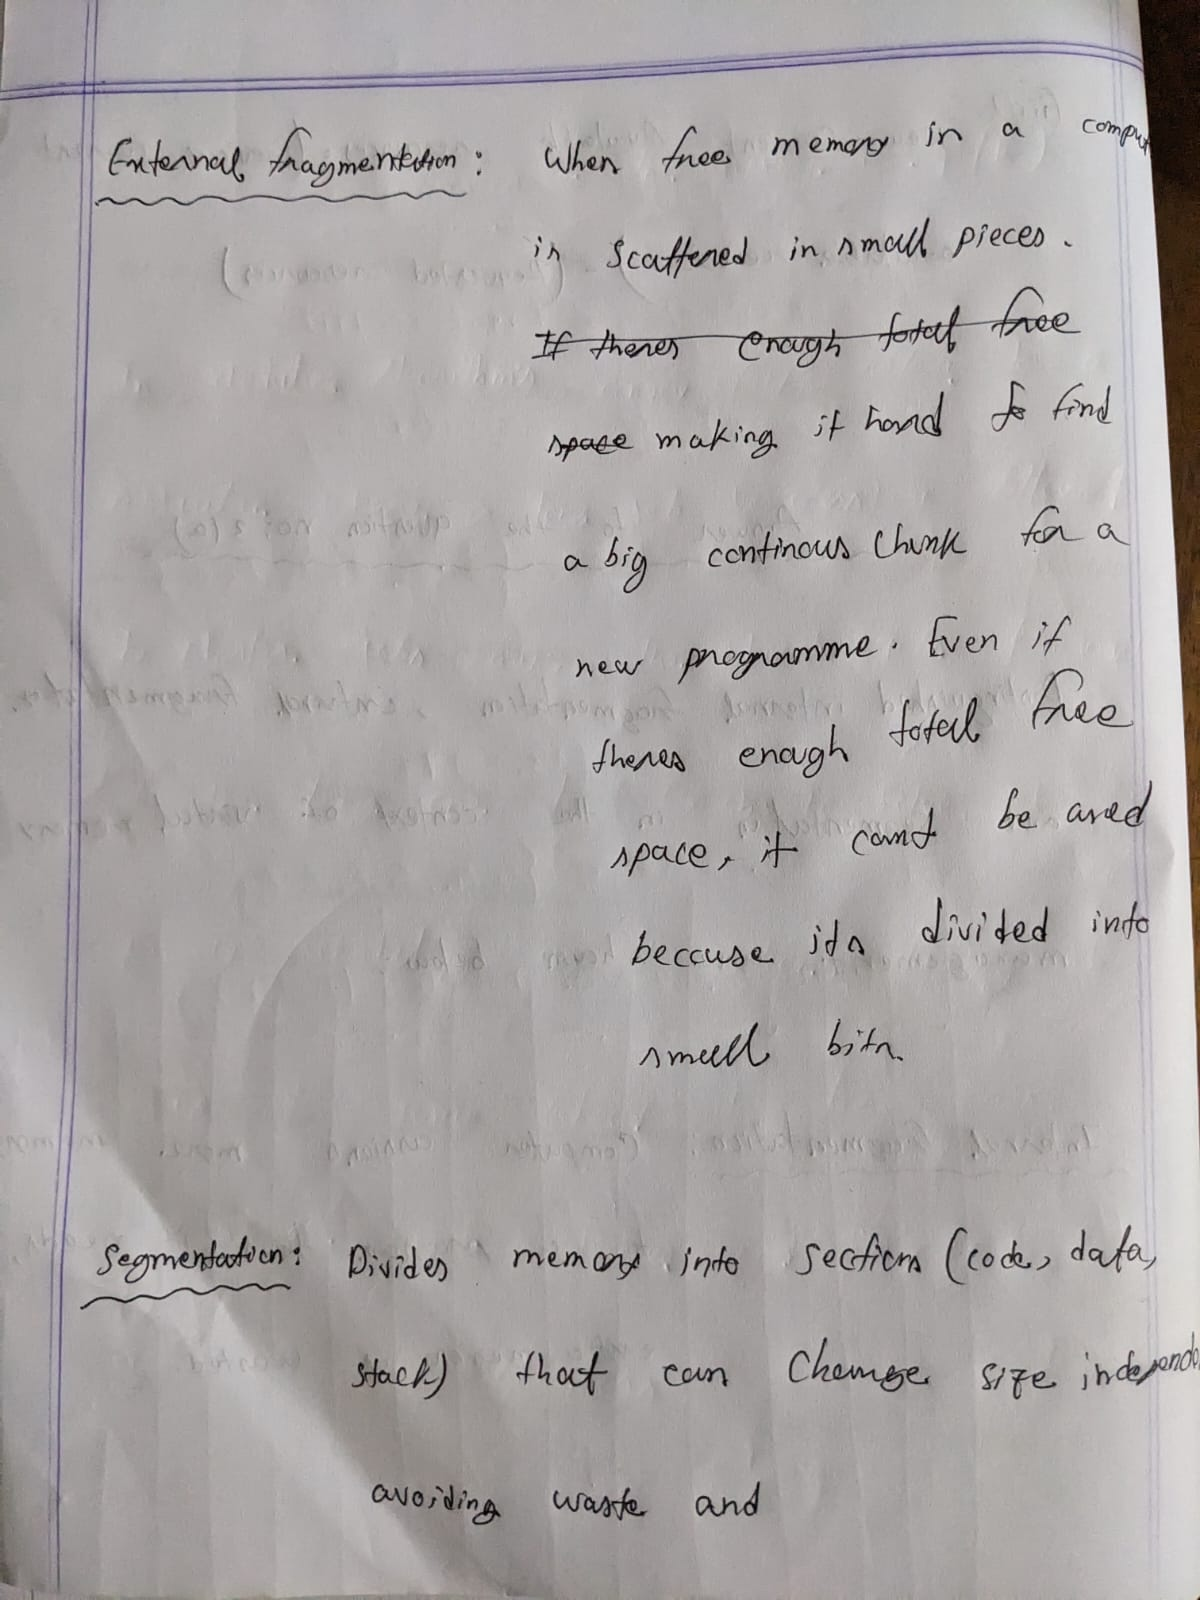 External fragmentation: When free memory in a comput
is scattered in small pieces.
If theres enough total free
space making it hard to find
a big continous chunk for a
new programme. Even if
theres enough total free
space, it cant be used
beccuse its divided into
small bits.
Segmentation: Divides memory into sections (code, data,
stack) that can change size independe
avoiding waste and